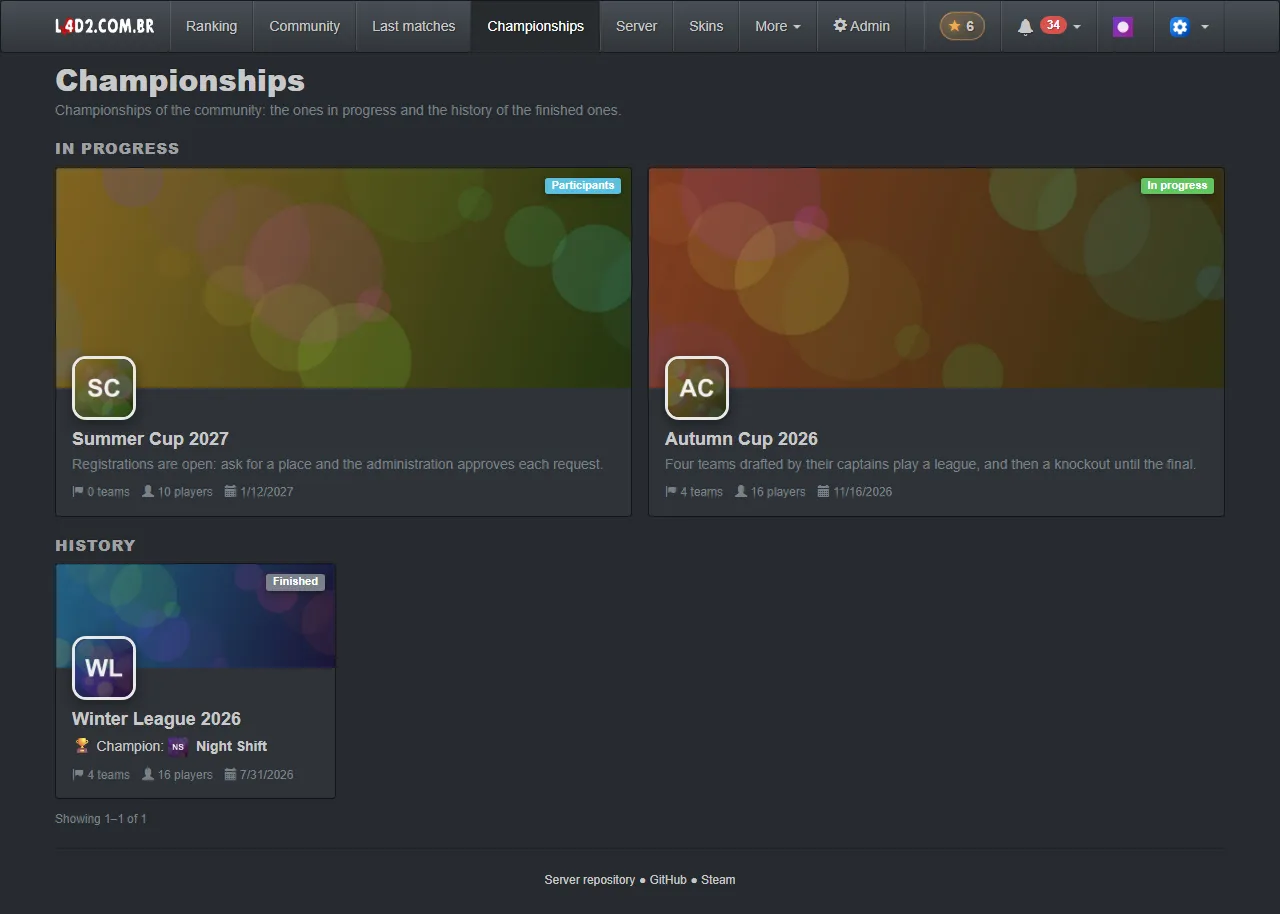 L4D2.COM.BR Ranking Community Last matches Championships Server Skins More Admin 6 34
Championships
Championships of the community: the ones in progress and the history of the finished ones.
IN PROGRESS
Participants
SC
Summer Cup 2027
Registrations are open: ask for a place and the administration approves each request.
0 teams 10 players 1/12/2027
In progress
AC
Autumn Cup 2026
Four teams drafted by their captains play a league, and then a knockout until the final.
4 teams 16 players 11/16/2026
HISTORY
Finished
WL
Winter League 2026
Champion: NS Night Shift
4 teams 16 players 7/31/2026
Showing 1–1 of 1
Server repository ● GitHub ● Steam